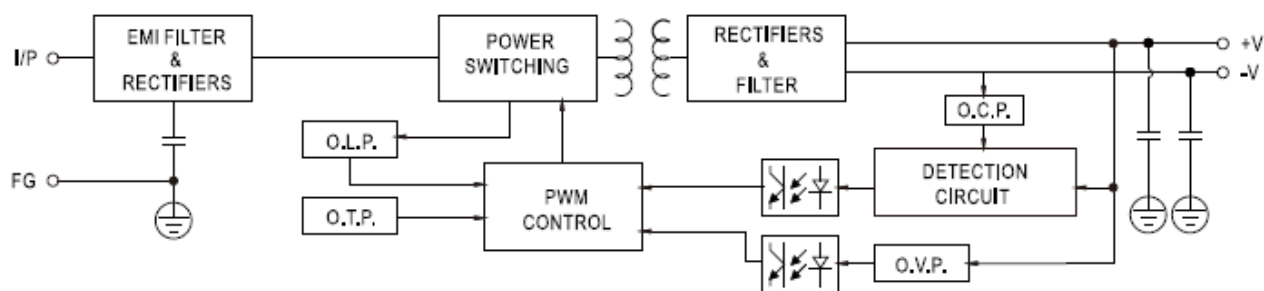 I/P
EMI FILTER
&
RECTIFIERS
POWER
SWITCHING
RECTIFIERS
&
FILTER
+V
-V
O.C.P.
O.L.P.
FG
PWM
CONTROL
DETECTION
CIRCUIT
O.T.P.
O.V.P.